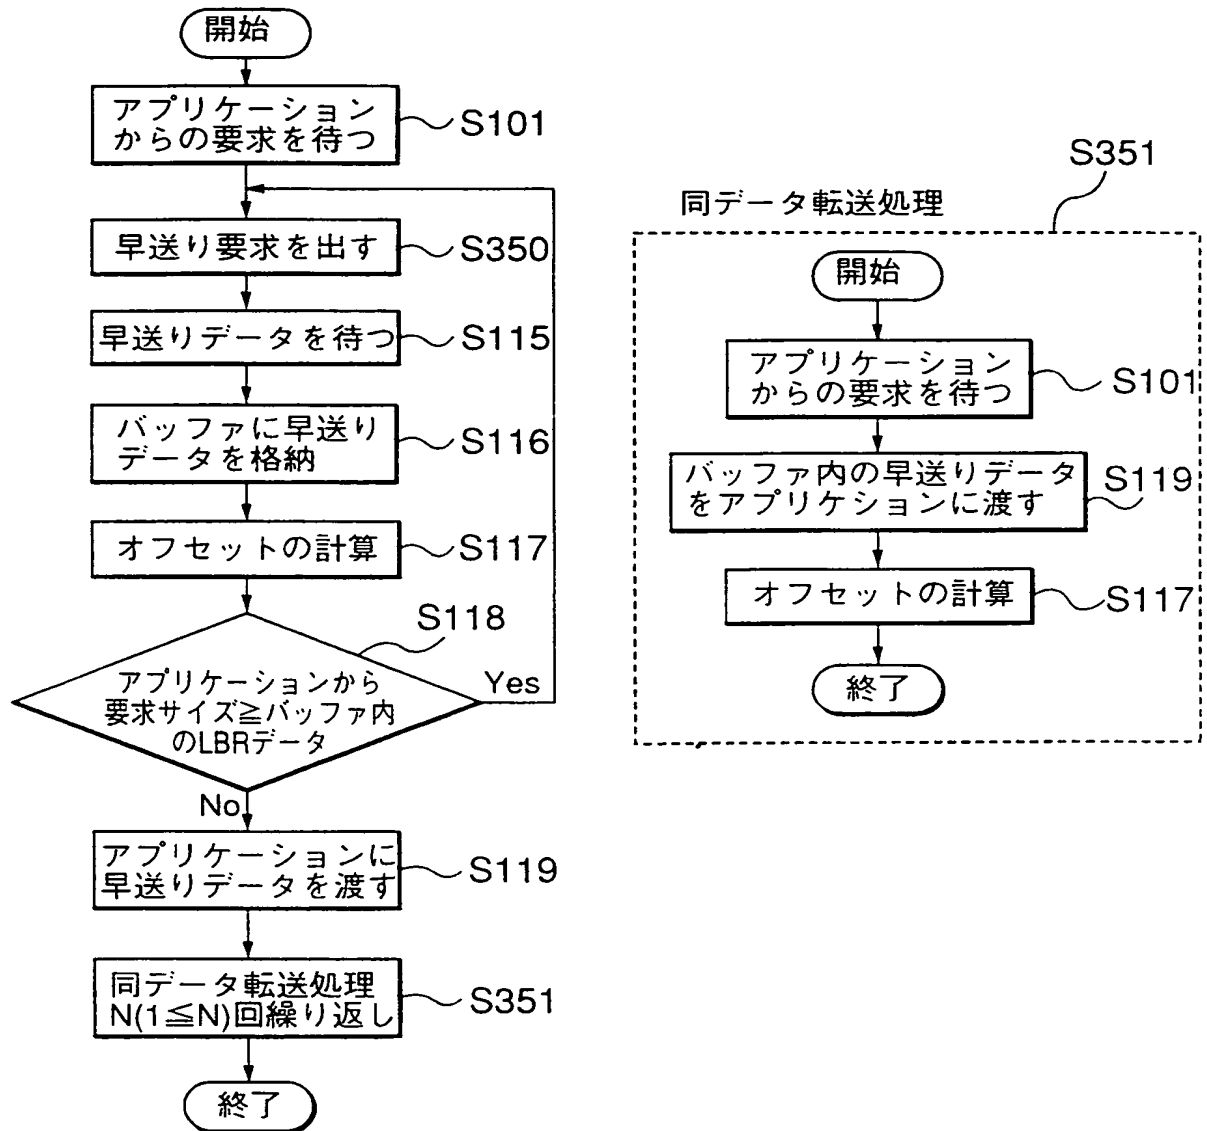 開始
アプリケーション
からの要求を待つ
S101
早送り要求を出す
S350
早送りデータを待つ
S115
バッファに早送り
データを格納
S116
オフセットの計算
S117
S118
アプリケーションから
要求サイズ≧バッファ内
のLBRデータ
Yes
No
アプリケーションに
早送りデータを渡す
S119
同データ転送処理
N(1≦N)回繰り返し
S351
終了
S351
同データ転送処理
開始
アプリケーション
からの要求を待つ
S101
バッファ内の早送りデータ
をアプリケションに渡す
S119
オフセットの計算
S117
終了